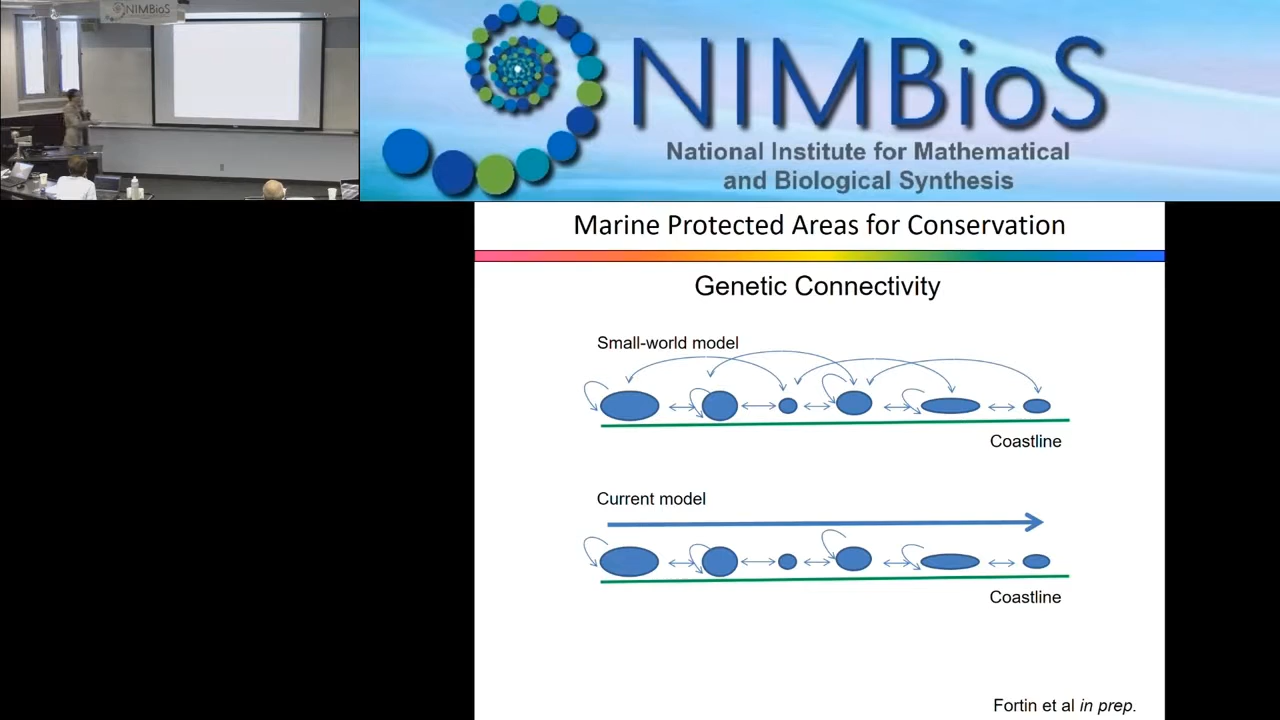 NIMBioS
NIMBioS
National Institute for Mathematical
and Biological Synthesis
Marine Protected Areas for Conservation
Genetic Connectivity
Small-world model
Coastline
Current model
Coastline
Fortin et al in prep.